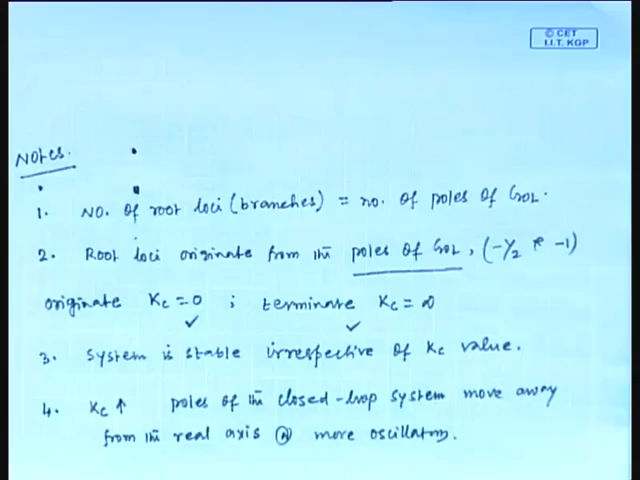 © CET
I.I.T. KGP
Notes.
1. No. of root loci (branches) = no. of poles of GOL.
2. Root loci originate from the poles of GOL, (-1/2 & -1)
originate Kc = 0 ; terminate Kc = ∞
3. System is stable irrespective of Kc value.
4. Kc ↑ poles of the closed-loop system move away
from the real axis @ more oscillatory.